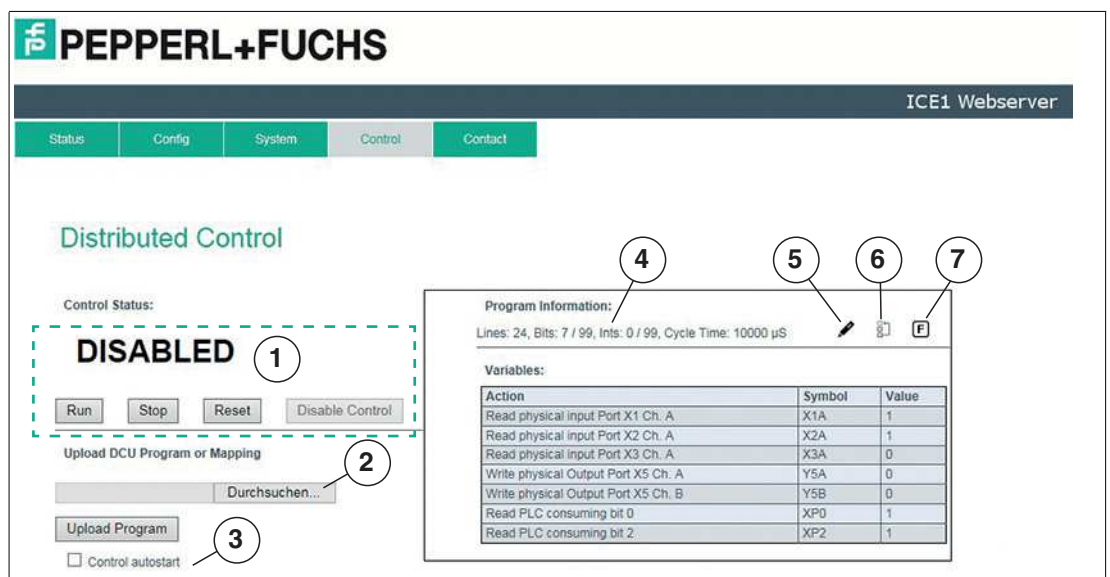 PEPPERL+FUCHS
ICE1 Webserver
Status Config System Control Contact
Distributed Control
4 5 6 7
Control Status:
DISABLED
1
Run Stop Reset Disable Control
Upload DCU Program or Mapping
2
Durchsuchen...
Upload Program
3
Control autostart
Program Information:
Lines: 24, Bits: 7 / 99, Ints: 0 / 99, Cycle Time: 10000 µS
F
Variables:
Action Symbol Value
Read physical input Port X1 Ch. A X1A 1
Read physical input Port X2 Ch. A X2A 1
Read physical input Port X3 Ch. A X3A 0
Write physical Output Port X5 Ch. A Y5A 0
Write physical Output Port X5 Ch. B Y5B 0
Read PLC consuming bit 0 XP0 1
Read PLC consuming bit 2 XP2 1